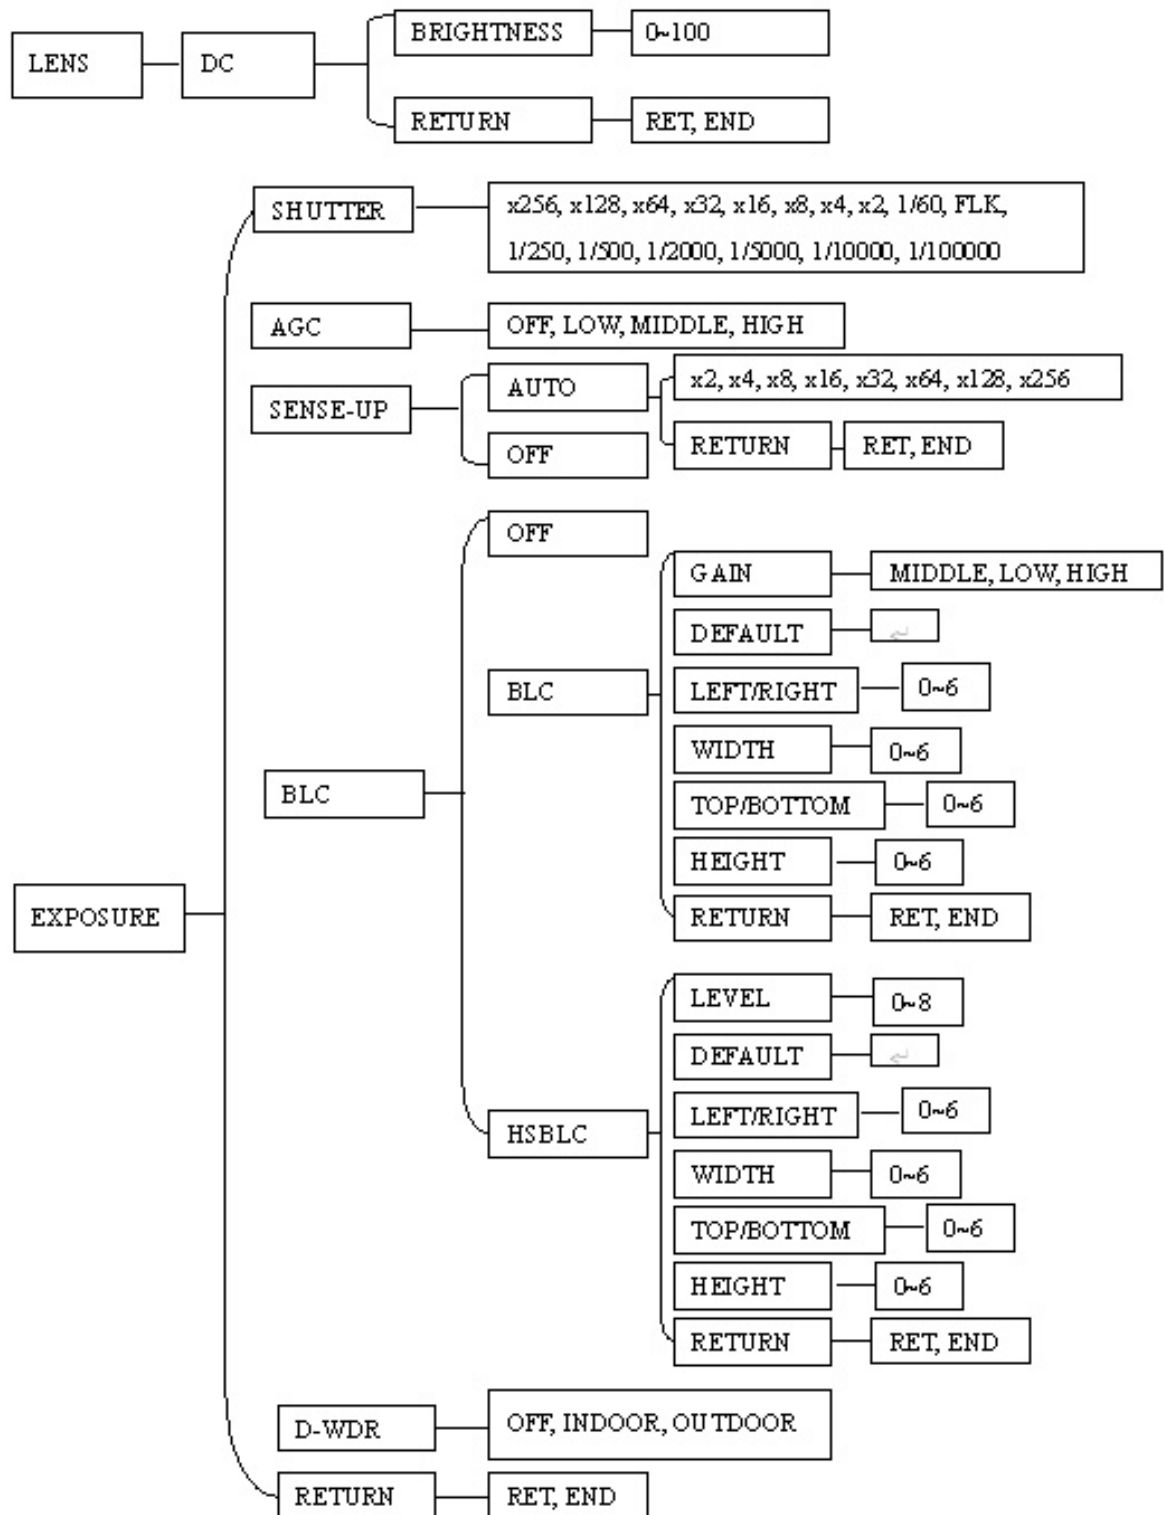 LENS
DC
BRIGHTNESS
0~100
RETURN
RET, END
SHUTTER
x256, x128, x64, x32, x16, x8, x4, x2, 1/60, FLK,
1/250, 1/500, 1/2000, 1/5000, 1/10000, 1/100000
AGC
OFF, LOW, MIDDLE, HIGH
SENSE-UP
AUTO
x2, x4, x8, x16, x32, x64, x128, x256
RETURN
RET, END
OFF
OFF
GAIN
MIDDLE, LOW, HIGH
DEFAULT
↵
BLC
LEFT/RIGHT
0~6
WIDTH
0~6
BLC
TOP/BOTTOM
0~6
HEIGHT
0~6
EXPOSURE
RETURN
RET, END
LEVEL
0~8
DEFAULT
↵
HSBLC
LEFT/RIGHT
0~6
WIDTH
0~6
TOP/BOTTOM
0~6
HEIGHT
0~6
RETURN
RET, END
D-WDR
OFF, INDOOR, OUTDOOR
RETURN
RET, END